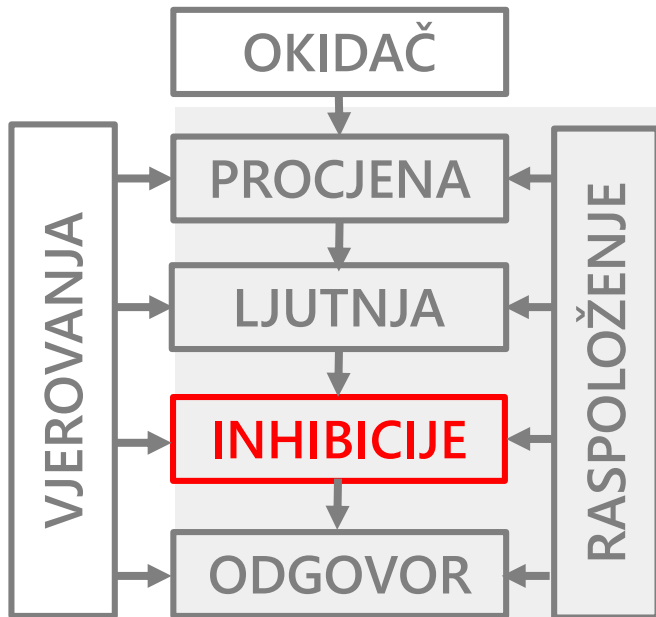 OKIDAČ
PROCJENA
LJUTNJA
INHIBICIJE
ODGOVOR
VJEROVANJA
RASPOLOŽENJE